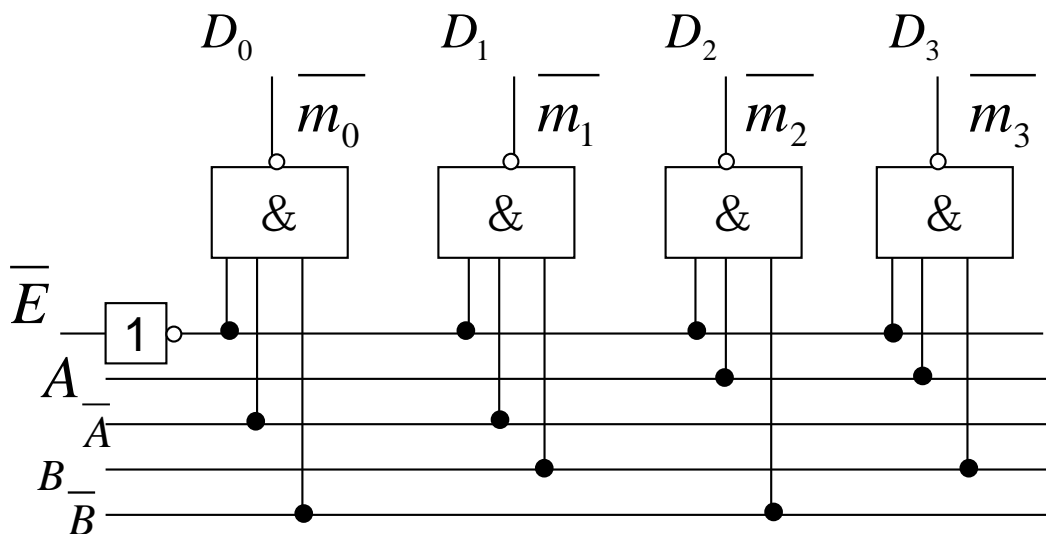 D₀ D₁ D₂ D₃
m̅₀ m̅₁ m̅₂ m̅₃
& & & &
E̅ 1
A
A̅
B
B̅